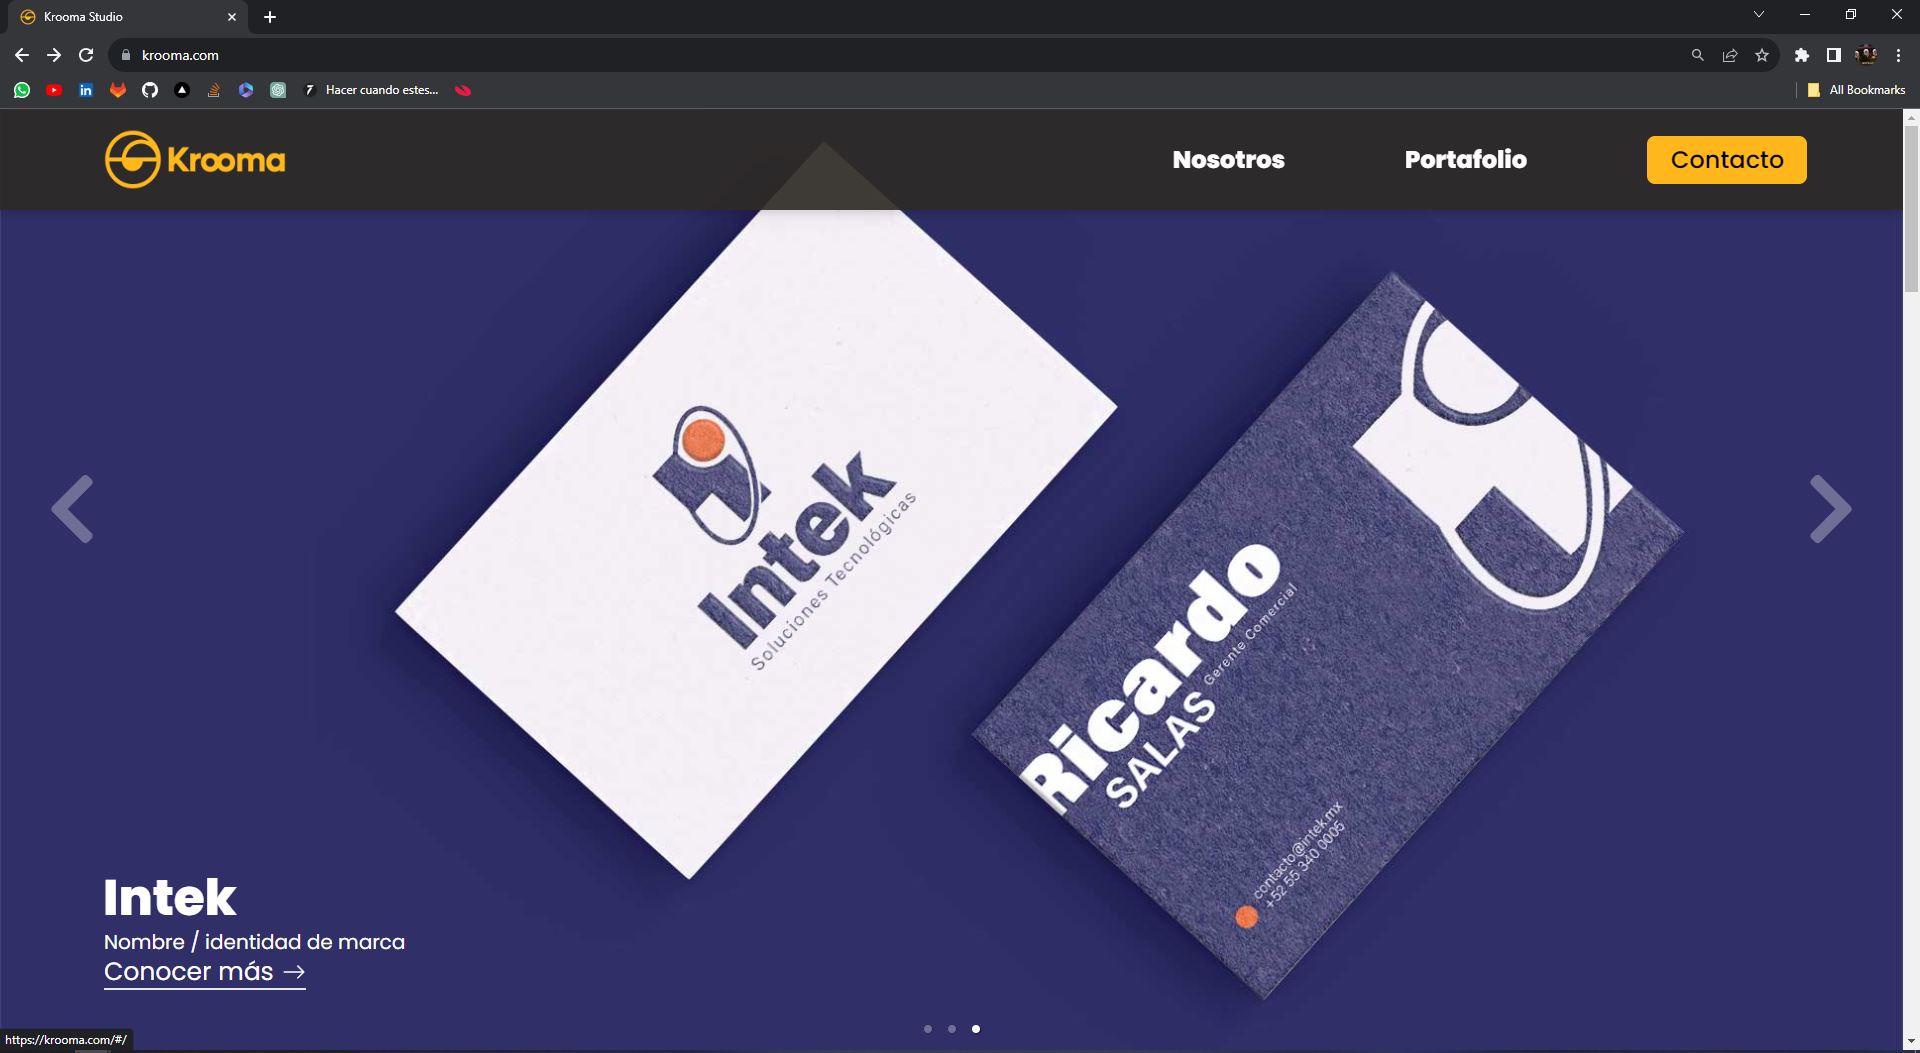 Krooma Studio
krooma.com
Hacer cuando estes...
All Bookmarks
Krooma
Nosotros
Portafolio
Contacto
Intek
Soluciones Tecnológicas
Ricardo
SALAS
Gerente Comercial
contacto@intek.mx
+52 55 340 0005
Intek
Nombre / identidad de marca
Conocer más →
https://krooma.com/#/